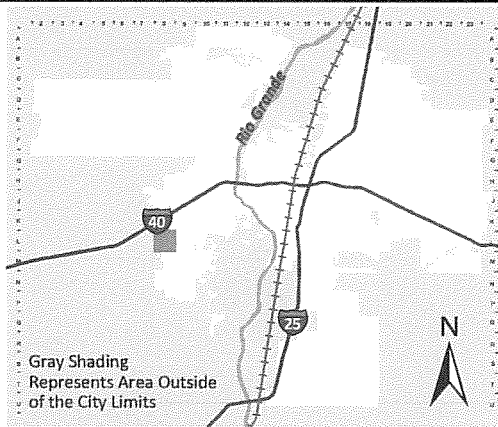 Rio Grande
40
25
N
Gray Shading
Represents Area Outside
of the City Limits